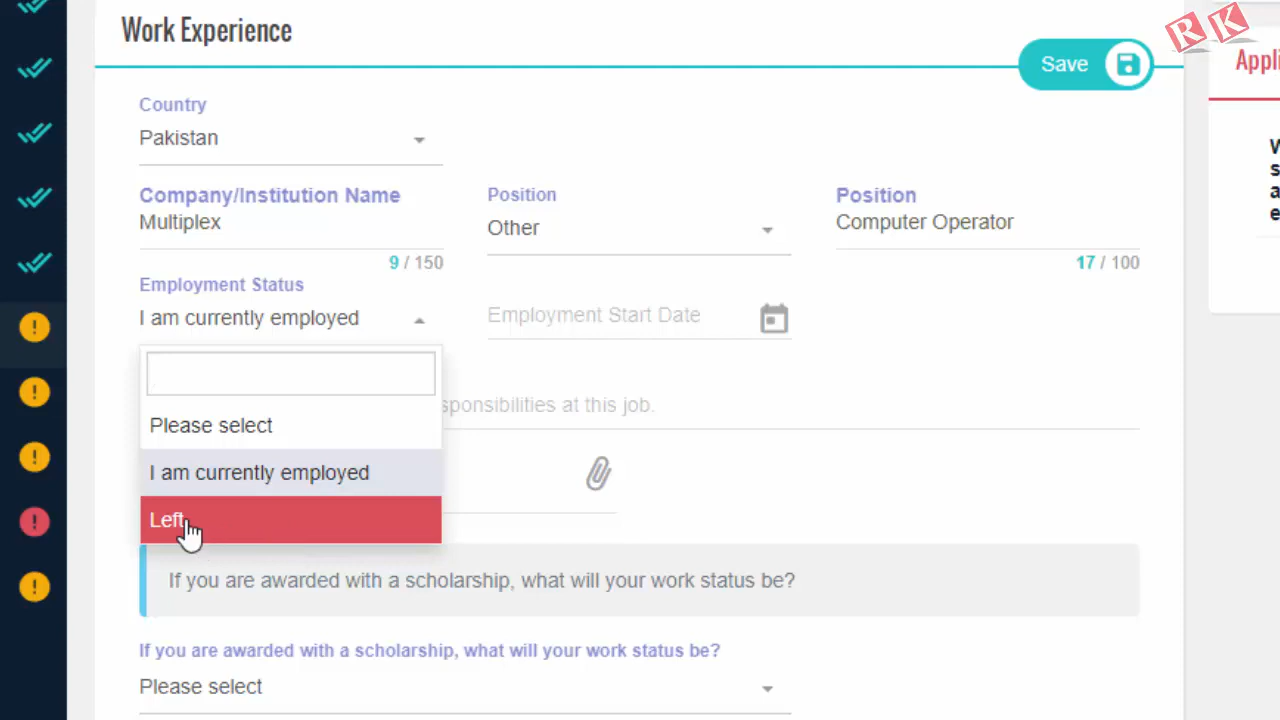 RK
Work Experience
Save
Appli
Country
Pakistan
W
s
a
e
Company/Institution Name
Multiplex
9 / 150
Position
Other
Position
Computer Operator
17 / 100
Employment Status
I am currently employed
Employment Start Date
Please select
I am currently employed
Left
sponsibilities at this job.
If you are awarded with a scholarship, what will your work status be?
If you are awarded with a scholarship, what will your work status be?
Please select